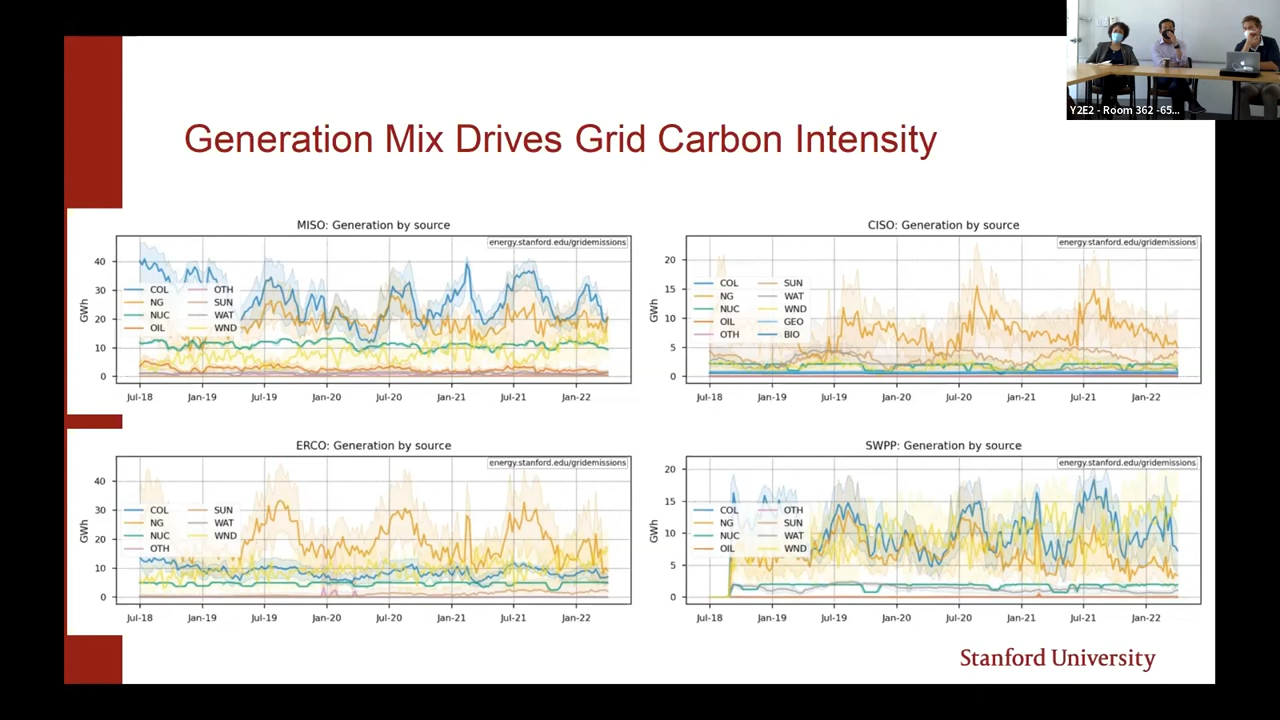 Y2E2 - Room 362 -65...
Generation Mix Drives Grid Carbon Intensity
MISO: Generation by source
energy.stanford.edu/gridemissions
GWh
40
30
20
10
0
COL OTH
NG SUN
NUC WAT
OIL WND
Jul-18 Jan-19 Jul-19 Jan-20 Jul-20 Jan-21 Jul-21 Jan-22
CISO: Generation by source
energy.stanford.edu/gridemissions
GWh
20
15
10
5
0
COL SUN
NG WAT
NUC WND
OIL GEO
OTH BIO
Jul-18 Jan-19 Jul-19 Jan-20 Jul-20 Jan-21 Jul-21 Jan-22
ERCO: Generation by source
energy.stanford.edu/gridemissions
GWh
40
30
20
10
0
COL SUN
NG WAT
NUC WND
OTH
Jul-18 Jan-19 Jul-19 Jan-20 Jul-20 Jan-21 Jul-21 Jan-22
SWPP: Generation by source
energy.stanford.edu/gridemissions
GWh
20
15
10
5
0
COL OTH
NG SUN
NUC WAT
OIL WND
Jul-18 Jan-19 Jul-19 Jan-20 Jul-20 Jan-21 Jul-21 Jan-22
Stanford University